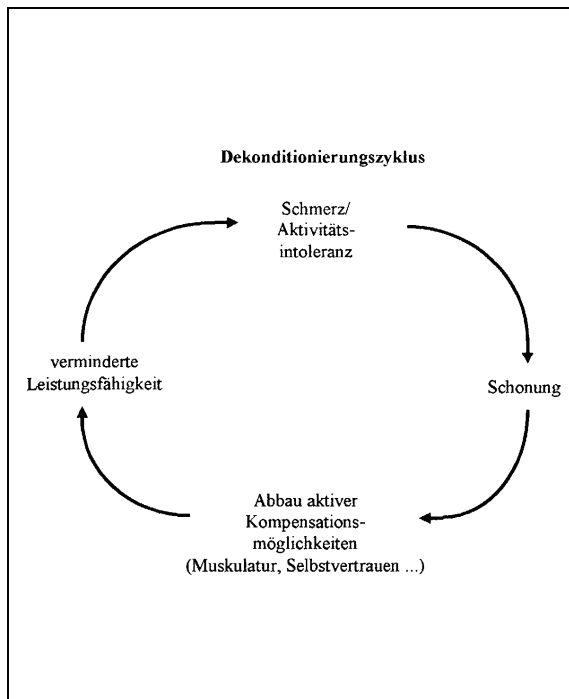 Dekonditionierungszyklus
Schmerz/
Aktivitäts-
intoleranz
verminderte
Leistungsfähigkeit
Schonung
Abbau aktiver
Kompensations-
möglichkeiten
(Muskulatur, Selbstvertrauen ...)